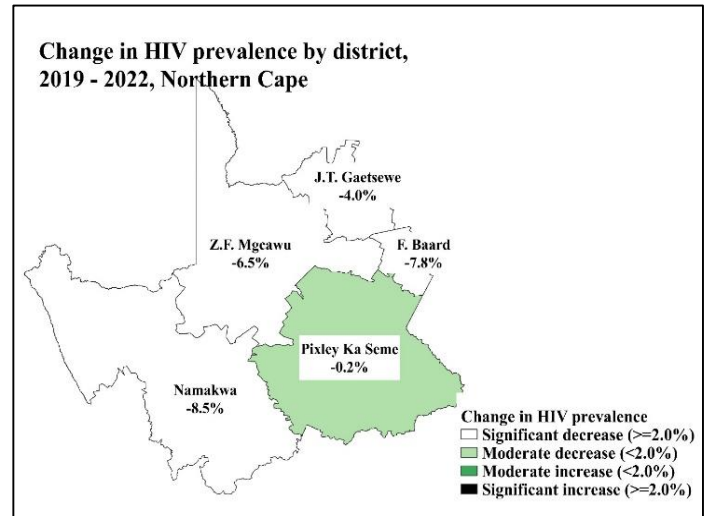 Change in HIV prevalence by district,
2019 - 2022, Northern Cape
J.T. Gaetsewe
-4.0%
Z.F. Mgcawu
-6.5%
F. Baard
-7.8%
Pixley Ka Seme
-0.2%
Namakwa
-8.5%
Change in HIV prevalence
Significant decrease (>=2.0%)
Moderate decrease (<2.0%)
Moderate increase (<2.0%)
Significant increase (>=2.0%)